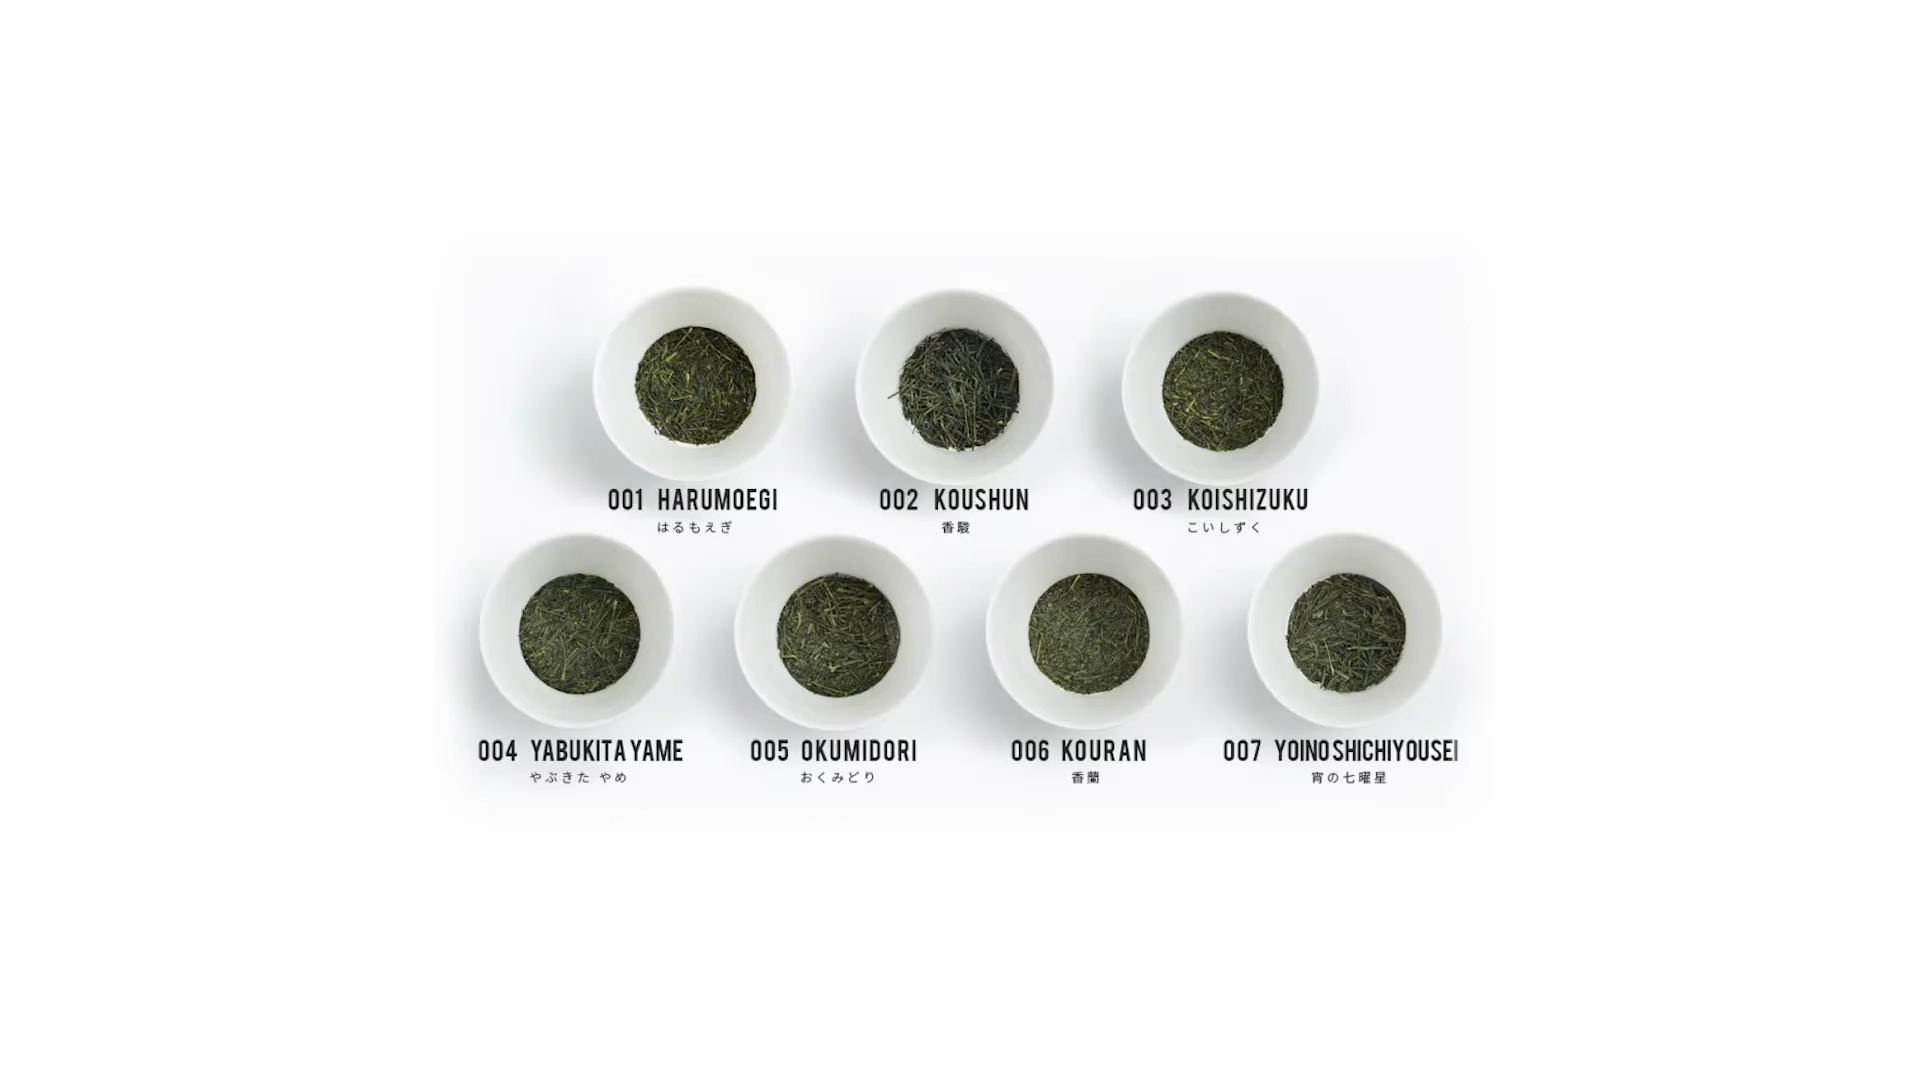 001 HARUMOEGI
はるもえぎ
002 KOUSHUN
香駿
003 KOISHIZUKU
こいしずく
004 YABUKITA YAME
やぶきた やめ
005 OKUMIDORI
おくみどり
006 KOURAN
香蘭
007 YOINO SHICHIYOUSEI
宵の七曜星